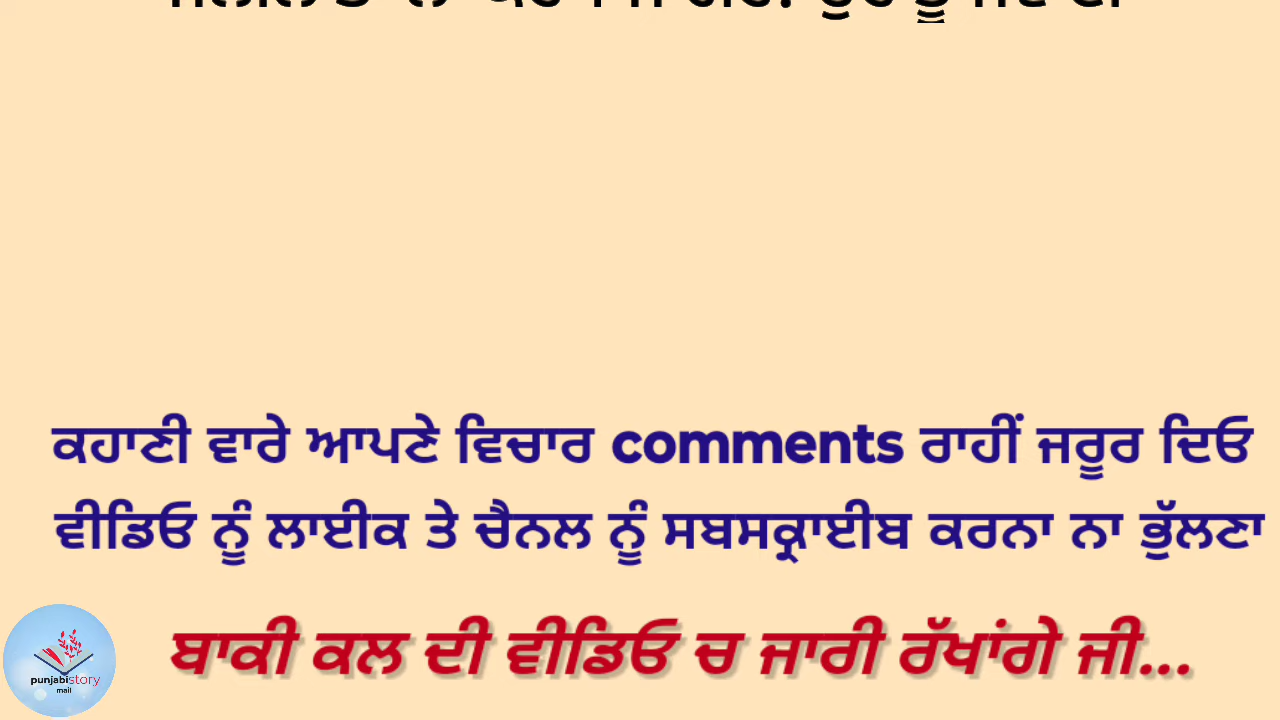 ਕਹਾਣੀ ਵਾਰੇ ਆਪਣੇ ਵਿਚਾਰ comments ਰਾਹੀਂ ਜਰੂਰ ਦਿਓ
ਵੀਡਿਓ ਨੂੰ ਲਾਈਕ ਤੇ ਚੈਨਲ ਨੂੰ ਸਬਸਕ੍ਰਾਈਬ ਕਰਨਾ ਨਾ ਭੁੱਲਣਾ
ਬਾਕੀ ਕਲ ਦੀ ਵੀਡਿਓ ਚ ਜਾਰੀ ਰੱਖਾਂਗੇ ਜੀ...
punjabistory
mail